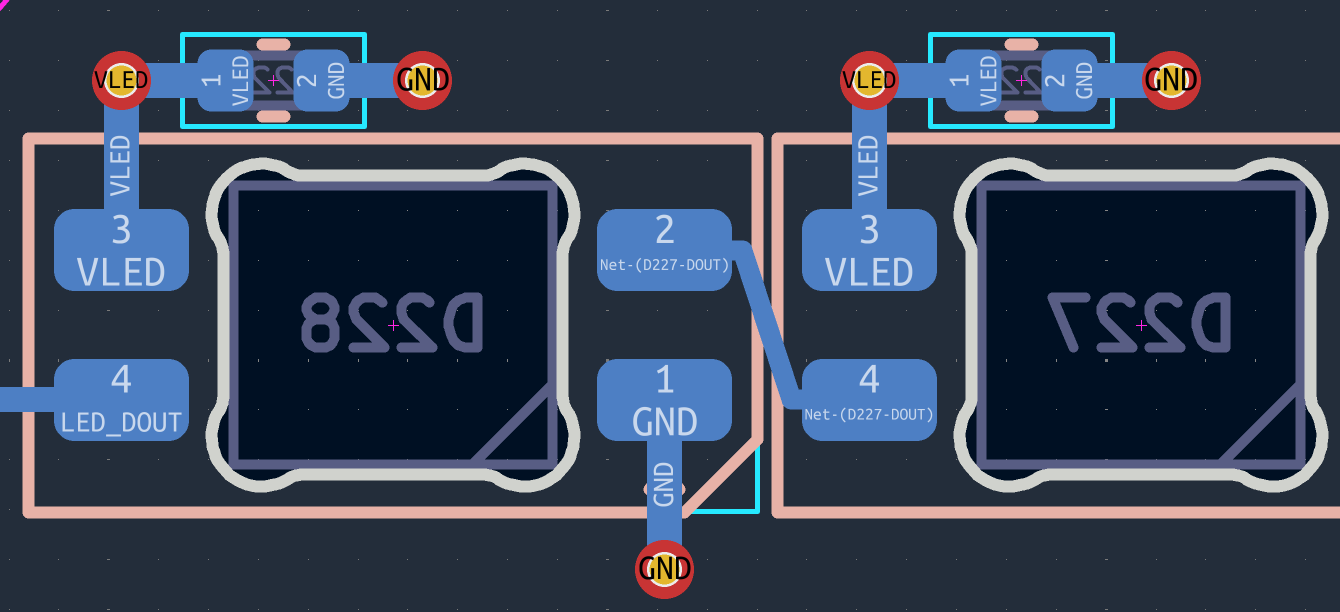 VLED
1
VLED
2
GND
GND
VLED
1
VLED
2
GND
GND
VLED
3
VLED
2
Net-(D227-DOUT)
VLED
3
VLED
D228
D227
4
LED_DOUT
1
GND
4
Net-(D227-DOUT)
GND
GND